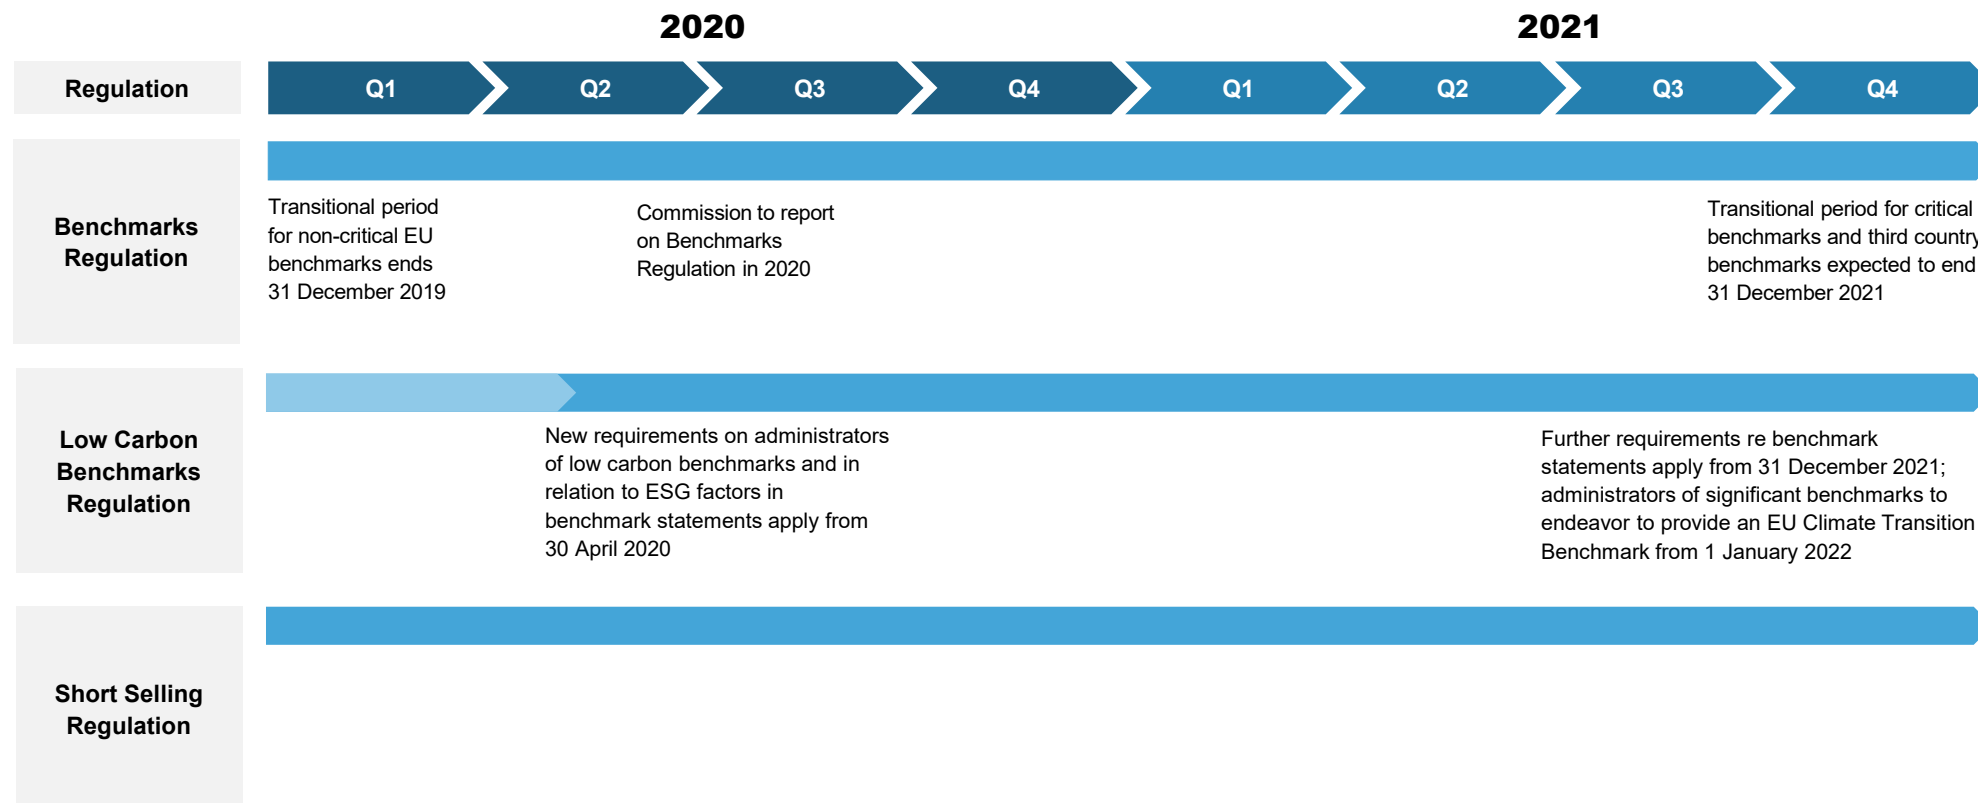 2020
2021
Regulation
Q1
Q2
Q3
Q4
Q1
Q2
Q3
Q4
Benchmarks
Regulation
Transitional period
for non-critical EU
benchmarks ends
31 December 2019
Commission to report
on Benchmarks
Regulation in 2020
Transitional period for critical
benchmarks and third country
benchmarks expected to end
31 December 2021
Low Carbon
Benchmarks
Regulation
New requirements on administrators
of low carbon benchmarks and in
relation to ESG factors in
benchmark statements apply from
30 April 2020
Further requirements re benchmark
statements apply from 31 December 2021;
administrators of significant benchmarks to
endeavor to provide an EU Climate Transition
Benchmark from 1 January 2022
Short Selling
Regulation